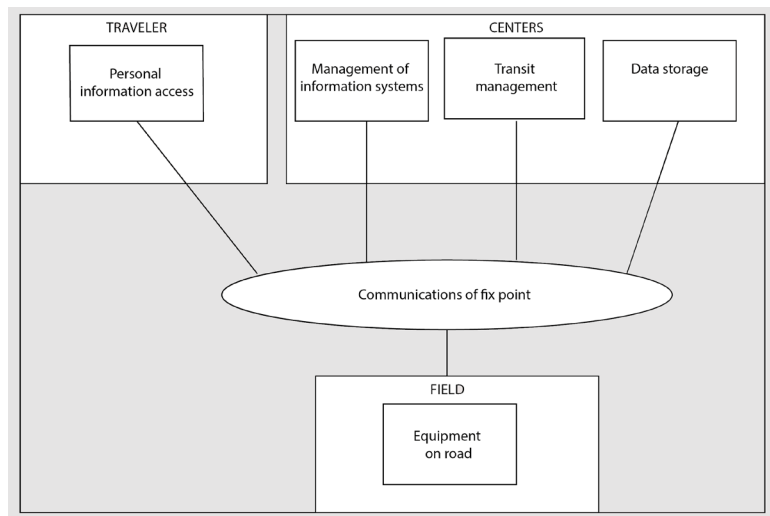 TRAVELER
Personal
information access
CENTERS
Management of
information systems
Transit
management
Data storage
Communications of fix point
FIELD
Equipment
on road